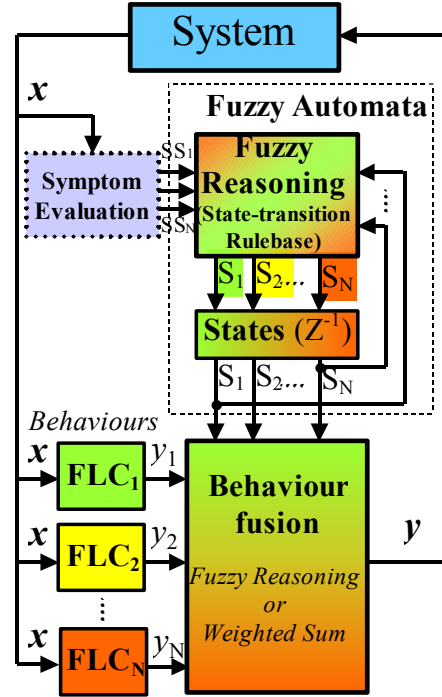 System
x
Fuzzy Automata
Symptom
Evaluation
SS1
SSN
Fuzzy
Reasoning
(State-transition
Rulebase)
S1 S2... SN
States (Z-1)
S1 S2... SN
Behaviours
x FLC1 y1
x FLC2 y2
x FLCN yN
Behaviour
fusion
Fuzzy Reasoning
or
Weighted Sum
y